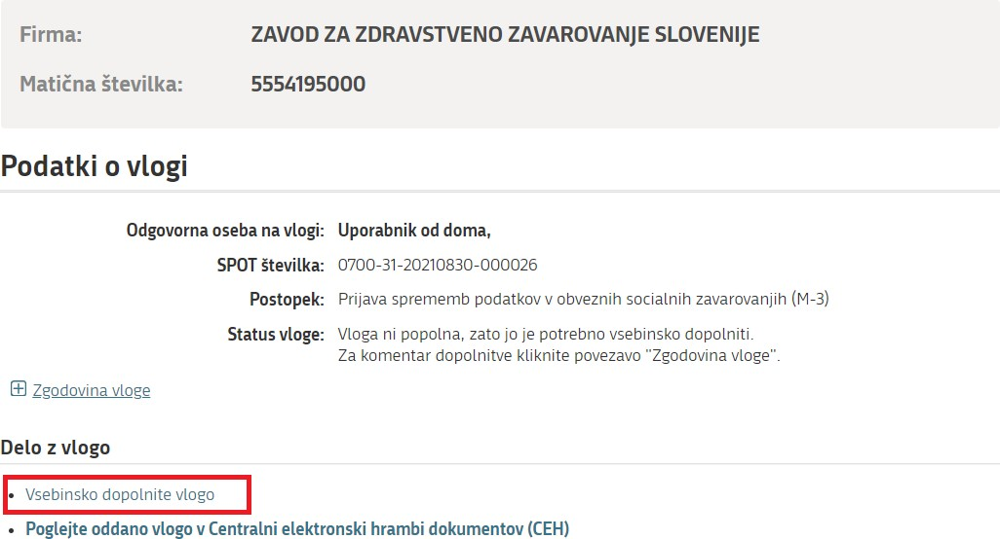 Firma: ZAVOD ZA ZDRAVSTVENO ZAVAROVANJE SLOVENIJE
Matična številka: 5554195000
Podatki o vlogi
Odgovorna oseba na vlogi: Uporabnik od doma,
SPOT številka: 0700-31-20210830-000026
Postopek: Prijava sprememb podatkov v obveznih socialnih zavarovanjih (M-3)
Status vloge: Vloga ni popolna, zato jo je potrebno vsebinsko dopolniti.
Za komentar dopolnitve kliknite povezavo "Zgodovina vloge".
Zgodovina vloge
Delo z vlogo
• Vsebinsko dopolnite vlogo
• Poglejte oddano vlogo v Centralni elektronski hrambi dokumentov (CEH)